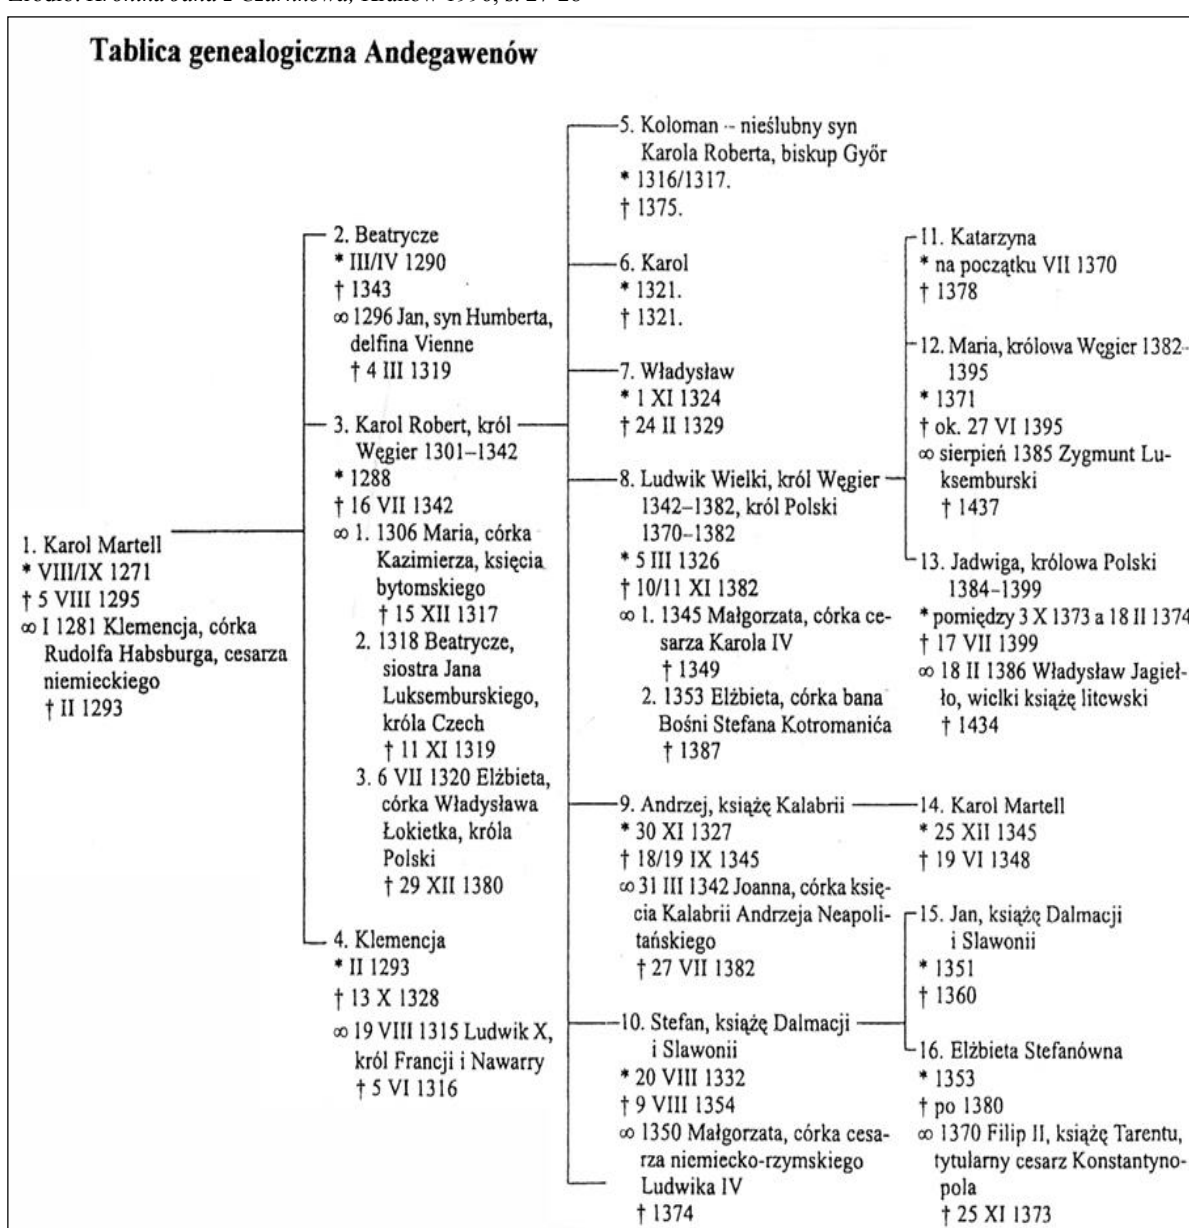 Tablica genealogiczna Andegawenów
1. Karol Martell
* VIII/IX 1271
† 5 VIII 1295
∞ I 1281 Klemencja, córka
Rudolfa Habsburga, cesarza
niemieckiego
† II 1293
2. Beatrycze
* III/IV 1290
† 1343
∞ 1296 Jan, syn Humberta,
delfina Vienne
† 4 III 1319
3. Karol Robert, król
Węgier 1301–1342
* 1288
† 16 VII 1342
∞ 1. 1306 Maria, córka
Kazimierza, księcia
bytomskiego
† 15 XII 1317
2. 1318 Beatrycze,
siostra Jana
Luksemburskiego,
króla Czech
† 11 XI 1319
3. 6 VII 1320 Elżbieta,
córka Władysława
Łokietka, króla
Polski
† 29 XII 1380
4. Klemencja
* II 1293
† 13 X 1328
∞ 19 VIII 1315 Ludwik X,
król Francji i Nawarry
† 5 VI 1316
5. Koloman – nieślubny syn
Karola Roberta, biskup Győr
* 1316/1317.
† 1375.
6. Karol
* 1321.
† 1321.
7. Władysław
* 1 XI 1324
† 24 II 1329
8. Ludwik Wielki, król Węgier
1342–1382, król Polski
1370–1382
* 5 III 1326
† 10/11 XI 1382
∞ 1. 1345 Małgorzata, córka ce-
sarza Karola IV
† 1349
2. 1353 Elżbieta, córka bana
Bośni Stefana Kotromanića
† 1387
9. Andrzej, książę Kalabrii
* 30 XI 1327
† 18/19 IX 1345
∞ 31 III 1342 Joanna, córka księ-
cia Kalabrii Andrzeja Neapoli-
tańskiego
† 27 VII 1382
10. Stefan, książę Dalmacji
i Slawonii
* 20 VIII 1332
† 9 VIII 1354
∞ 1350 Małgorzata, córka cesa-
rza niemiecko-rzymskiego
Ludwika IV
† 1374
11. Katarzyna
* na początku VII 1370
† 1378
12. Maria, królowa Węgier 1382–
1395
* 1371
† ok. 27 VI 1395
∞ sierpień 1385 Zygmunt Lu-
ksemburski
† 1437
13. Jadwiga, królowa Polski
1384–1399
* pomiędzy 3 X 1373 a 18 II 1374
† 17 VII 1399
∞ 18 II 1386 Władysław Jagieł-
ło, wielki książę litewski
† 1434
14. Karol Martell
* 25 XII 1345
† 19 VI 1348
15. Jan, książę Dalmacji
i Slawonii
* 1351
† 1360
16. Elżbieta Stefanówna
* 1353
† po 1380
∞ 1370 Filip II, książę Tarentu,
tytularny cesarz Konstantyno-
pola
† 25 XI 1373